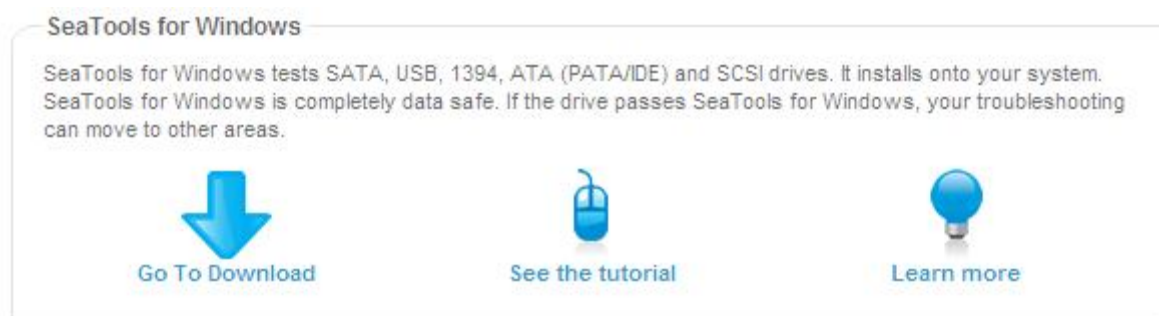 SeaTools for Windows
SeaTools for Windows tests SATA, USB, 1394, ATA (PATA/IDE) and SCSI drives. It installs onto your system.
SeaTools for Windows is completely data safe. If the drive passes SeaTools for Windows, your troubleshooting
can move to other areas.
Go To Download
See the tutorial
Learn more